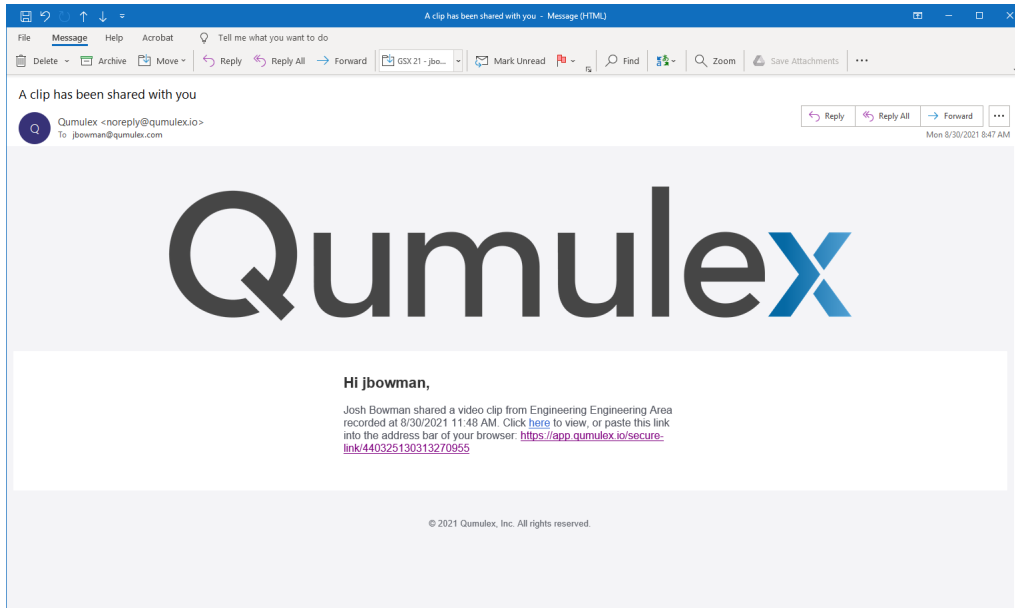 A clip has been shared with you - Message (HTML)
File Message Help Acrobat Tell me what you want to do
Delete Archive Move Reply Reply All Forward GSX 21 - jbo... Mark Unread Find Zoom Save Attachments
A clip has been shared with you
Q
Qumulex <noreply@qumulex.io>
To jbowman@qumulex.com
Reply Reply All Forward
Mon 8/30/2021 8:47 AM
Qumulex
Hi jbowman,
Josh Bowman shared a video clip from Engineering Engineering Area
recorded at 8/30/2021 11:48 AM. Click here to view, or paste this link
into the address bar of your browser: https://app.qumulex.io/secure-
link/440325130313270955
© 2021 Qumulex, Inc. All rights reserved.